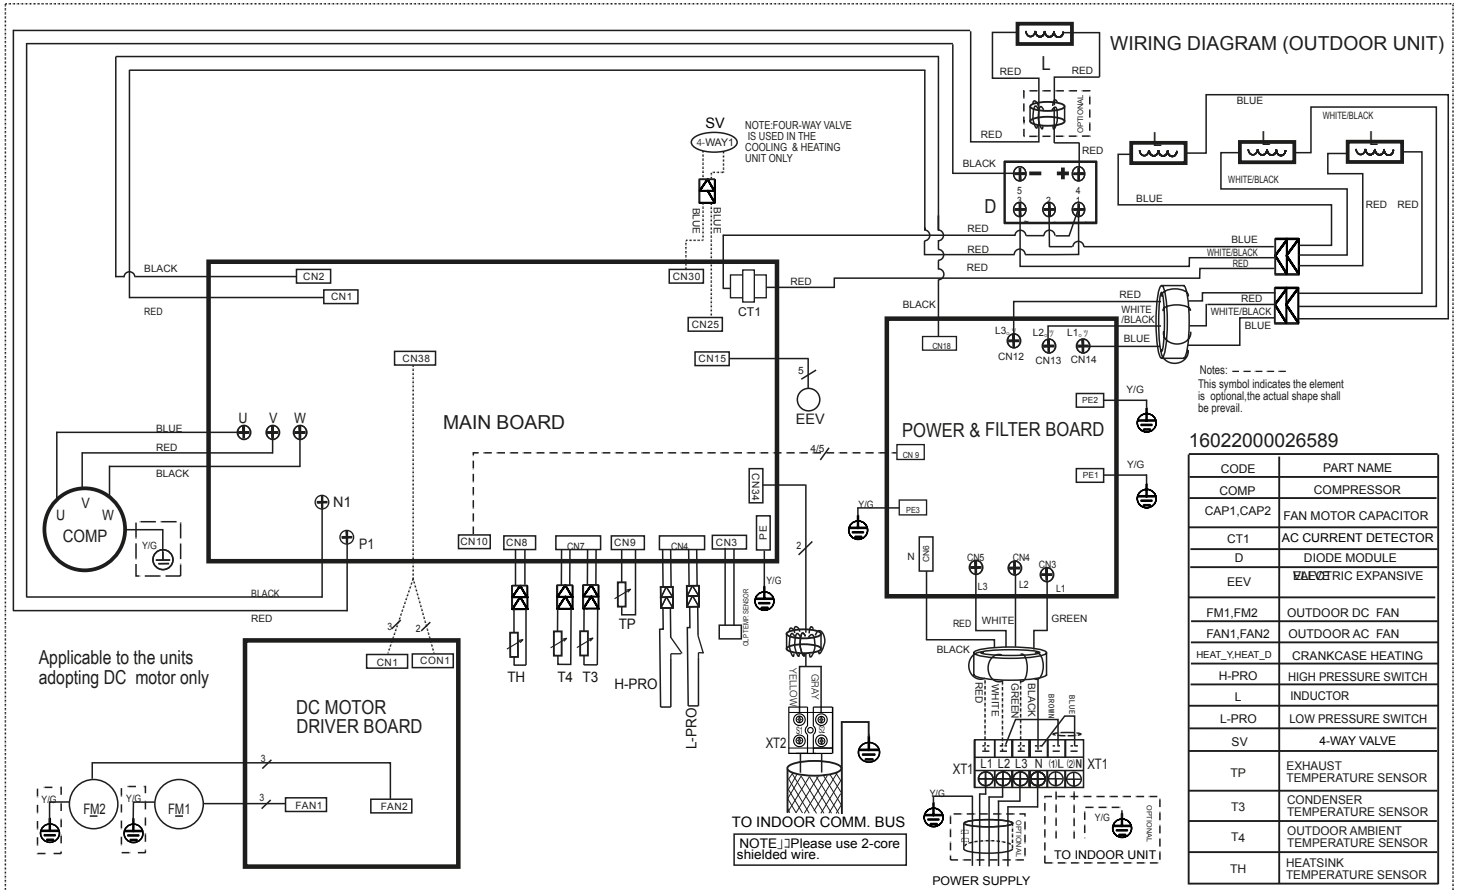 WIRING DIAGRAM (OUTDOOR UNIT)
L
RED
RED
OPTIONAL
RED
RED
BLACK
5
4
3
2
1
D
BLUE
WHITE/BLACK
WHITE/BLACK
BLUE
RED
RED
SV
4-WAY1
NOTE:FOUR-WAY VALVE
IS USED IN THE
COOLING & HEATING
UNIT ONLY
BLUE
BLUE
RED
RED
RED
BLUE
WHITE/BLACK
RED
BLACK
RED
CN2
CN1
CN30
CN25
CT1
RED
BLACK
RED
WHITE
/BLACK
BLUE
RED
WHITE/BLACK
BLUE
CN38
CN15
5
EEV
CN18
L3
CN12
L2
CN13
L1
CN14
Notes:
This symbol indicates the element
is optional,the actual shape shall
be prevail.
MAIN BOARD
U
V
W
BLUE
RED
BLACK
U
V
W
COMP
Y/G
N1
P1
BLACK
RED
4/5
CN34
PE
Y/G
2
CN10
CN8
CN7
CN9
CN4
CN3
TH
T4
T3
TP
H-PRO
L-PRO
OLP TEMP. SENSOR
POWER & FILTER BOARD
CN 9
PE2
Y/G
PE1
Y/G
PE3
Y/G
N
CN6
CN5
L3
CN4
L2
CN3
L1
BLACK
RED
WHITE
GREEN
RED
WHITE
GREEN
BLACK
BROWN
BLUE
XT1
L1
L2
L3
N
(1)L
(2)N
XT1
Y/G
OPTIONAL
POWER SUPPLY
Y/G
OPTIONAL
TO INDOOR UNIT
YELLOW
GRAY
XT2
TO INDOOR COMM. BUS
NOTE Please use 2-core
shielded wire.
Applicable to the units
adopting DC motor only
3
2
CN1
CON1
DC MOTOR
DRIVER BOARD
3
3
FAN1
FAN2
Y/G
FM2
Y/G
FM1
16022000026589
CODE PART NAME
COMP COMPRESSOR
CAP1,CAP2 FAN MOTOR CAPACITOR
CT1 AC CURRENT DETECTOR
D DIODE MODULE
EEV ELECTRIC EXPANSIVE
VALVE
FM1,FM2 OUTDOOR DC FAN
FAN1,FAN2 OUTDOOR AC FAN
HEAT_Y,HEAT_D CRANKCASE HEATING
H-PRO HIGH PRESSURE SWITCH
L INDUCTOR
L-PRO LOW PRESSURE SWITCH
SV 4-WAY VALVE
TP EXHAUST
TEMPERATURE SENSOR
T3 CONDENSER
TEMPERATURE SENSOR
T4 OUTDOOR AMBIENT
TEMPERATURE SENSOR
TH HEATSINK
TEMPERATURE SENSOR